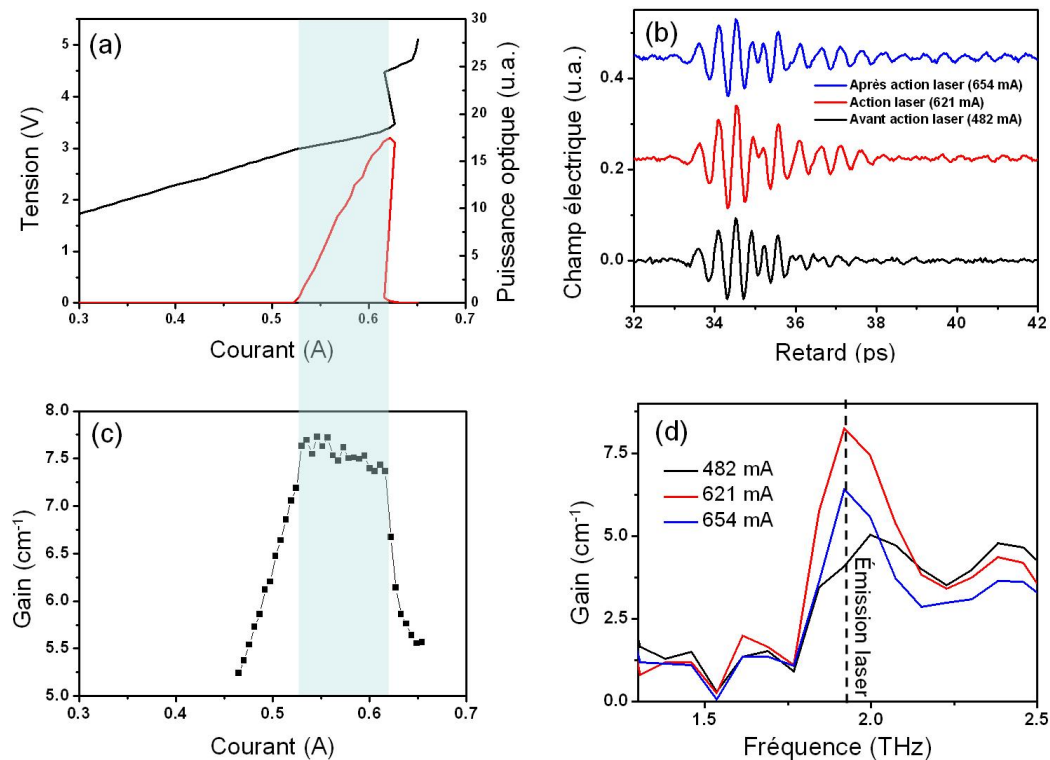 (a)
Tension (V)
5
4
3
2
1
0
30
25
20
15
10
5
0
Puissance optique (u.a.)
0.3 0.4 0.5 0.6 0.7
Courant (A)
(b)
Champ électrique (u.a.)
0.4
0.2
0.0
Après action laser (654 mA)
Action laser (621 mA)
Avant action laser (482 mA)
32 34 36 38 40 42
Retard (ps)
(c)
Gain (cm-1)
8.0
7.5
7.0
6.5
6.0
5.5
5.0
0.3 0.4 0.5 0.6 0.7
Courant (A)
(d)
Gain (cm-1)
7.5
5.0
2.5
0.0
482 mA
621 mA
654 mA
Émission laser
1.5 2.0 2.5
Fréquence (THz)